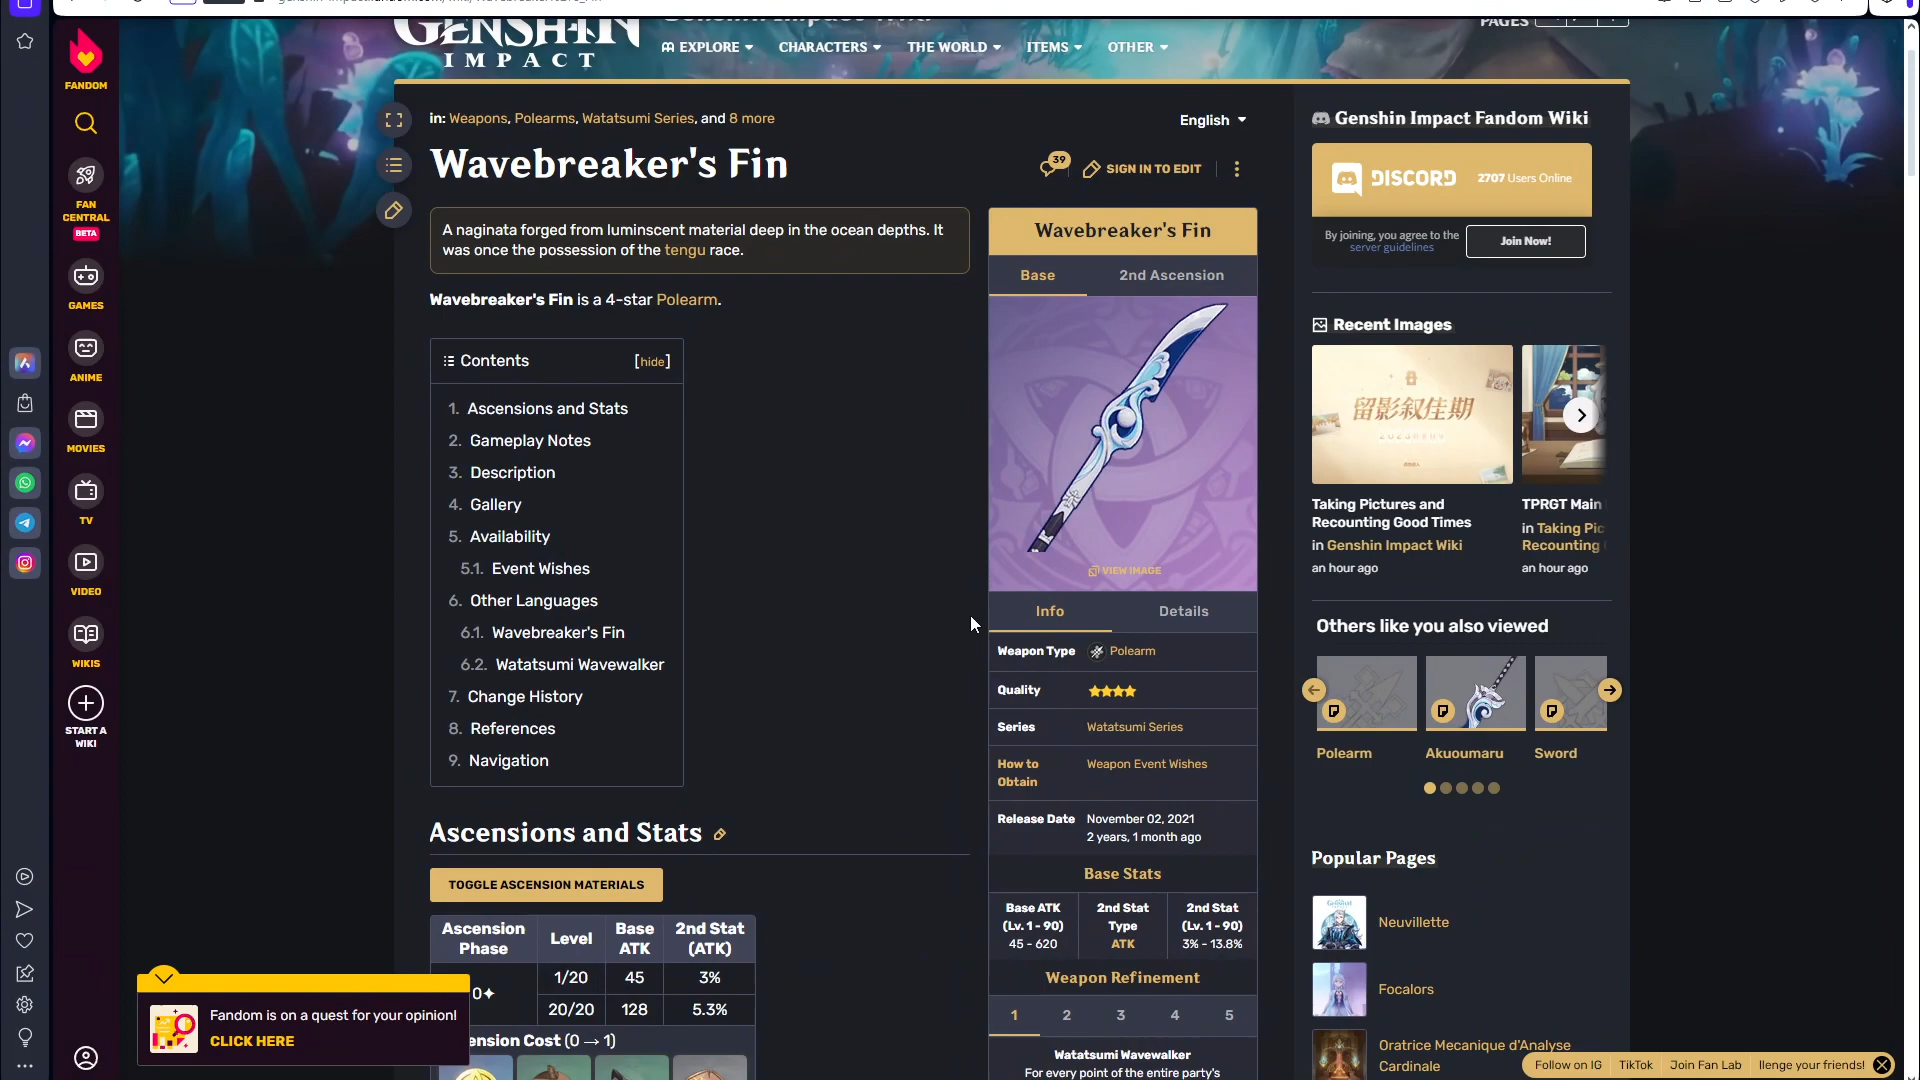 GENSHIN
IMPACT
EXPLORE
CHARACTERS
THE WORLD
ITEMS
OTHER
PAGES
FANDOM
FAN
CENTRAL
BETA
GAMES
ANIME
MOVIES
TV
VIDEO
WIKIS
START A
WIKI
in: Weapons, Polearms, Watatsumi Series, and 8 more
English
Wavebreaker's Fin
39
SIGN IN TO EDIT
A naginata forged from luminscent material deep in the ocean depths. It
was once the possession of the tengu race.
Wavebreaker's Fin is a 4-star Polearm.
Contents [hide]
1. Ascensions and Stats
2. Gameplay Notes
3. Description
4. Gallery
5. Availability
5.1. Event Wishes
6. Other Languages
6.1. Wavebreaker's Fin
6.2. Watatsumi Wavewalker
7. Change History
8. References
9. Navigation
Ascensions and Stats
TOGGLE ASCENSION MATERIALS
Ascension
Phase
Level
Base
ATK
2nd Stat
(ATK)
0✦
1/20 45 3%
20/20 128 5.3%
ension Cost (0 → 1)
Fandom is on a quest for your opinion!
CLICK HERE
Wavebreaker's Fin
Base 2nd Ascension
VIEW IMAGE
Info Details
Weapon Type Polearm
Quality
Series Watatsumi Series
How to
Obtain
Weapon Event Wishes
Release Date November 02, 2021
2 years, 1 month ago
Base Stats
Base ATK
(Lv. 1 - 90)
45 - 620
2nd Stat
Type
ATK
2nd Stat
(Lv. 1 - 90)
3% - 13.8%
Weapon Refinement
1 2 3 4 5
Watatsumi Wavewalker
For every point of the entire party's
Genshin Impact Fandom Wiki
DISCORD 2707 Users Online
By joining, you agree to the
server guidelines
Join Now!
Recent Images
留影叙佳期
Taking Pictures and
Recounting Good Times
in Genshin Impact Wiki
an hour ago
TPRGT Main
in Taking Pic
Recounting
an hour ago
Others like you also viewed
Polearm
Akuoumaru
Sword
Popular Pages
Neuvillette
Focalors
Oratrice Mecanique d'Analyse
Cardinale
Follow on IG TikTok Join Fan Lab llenge your friends!